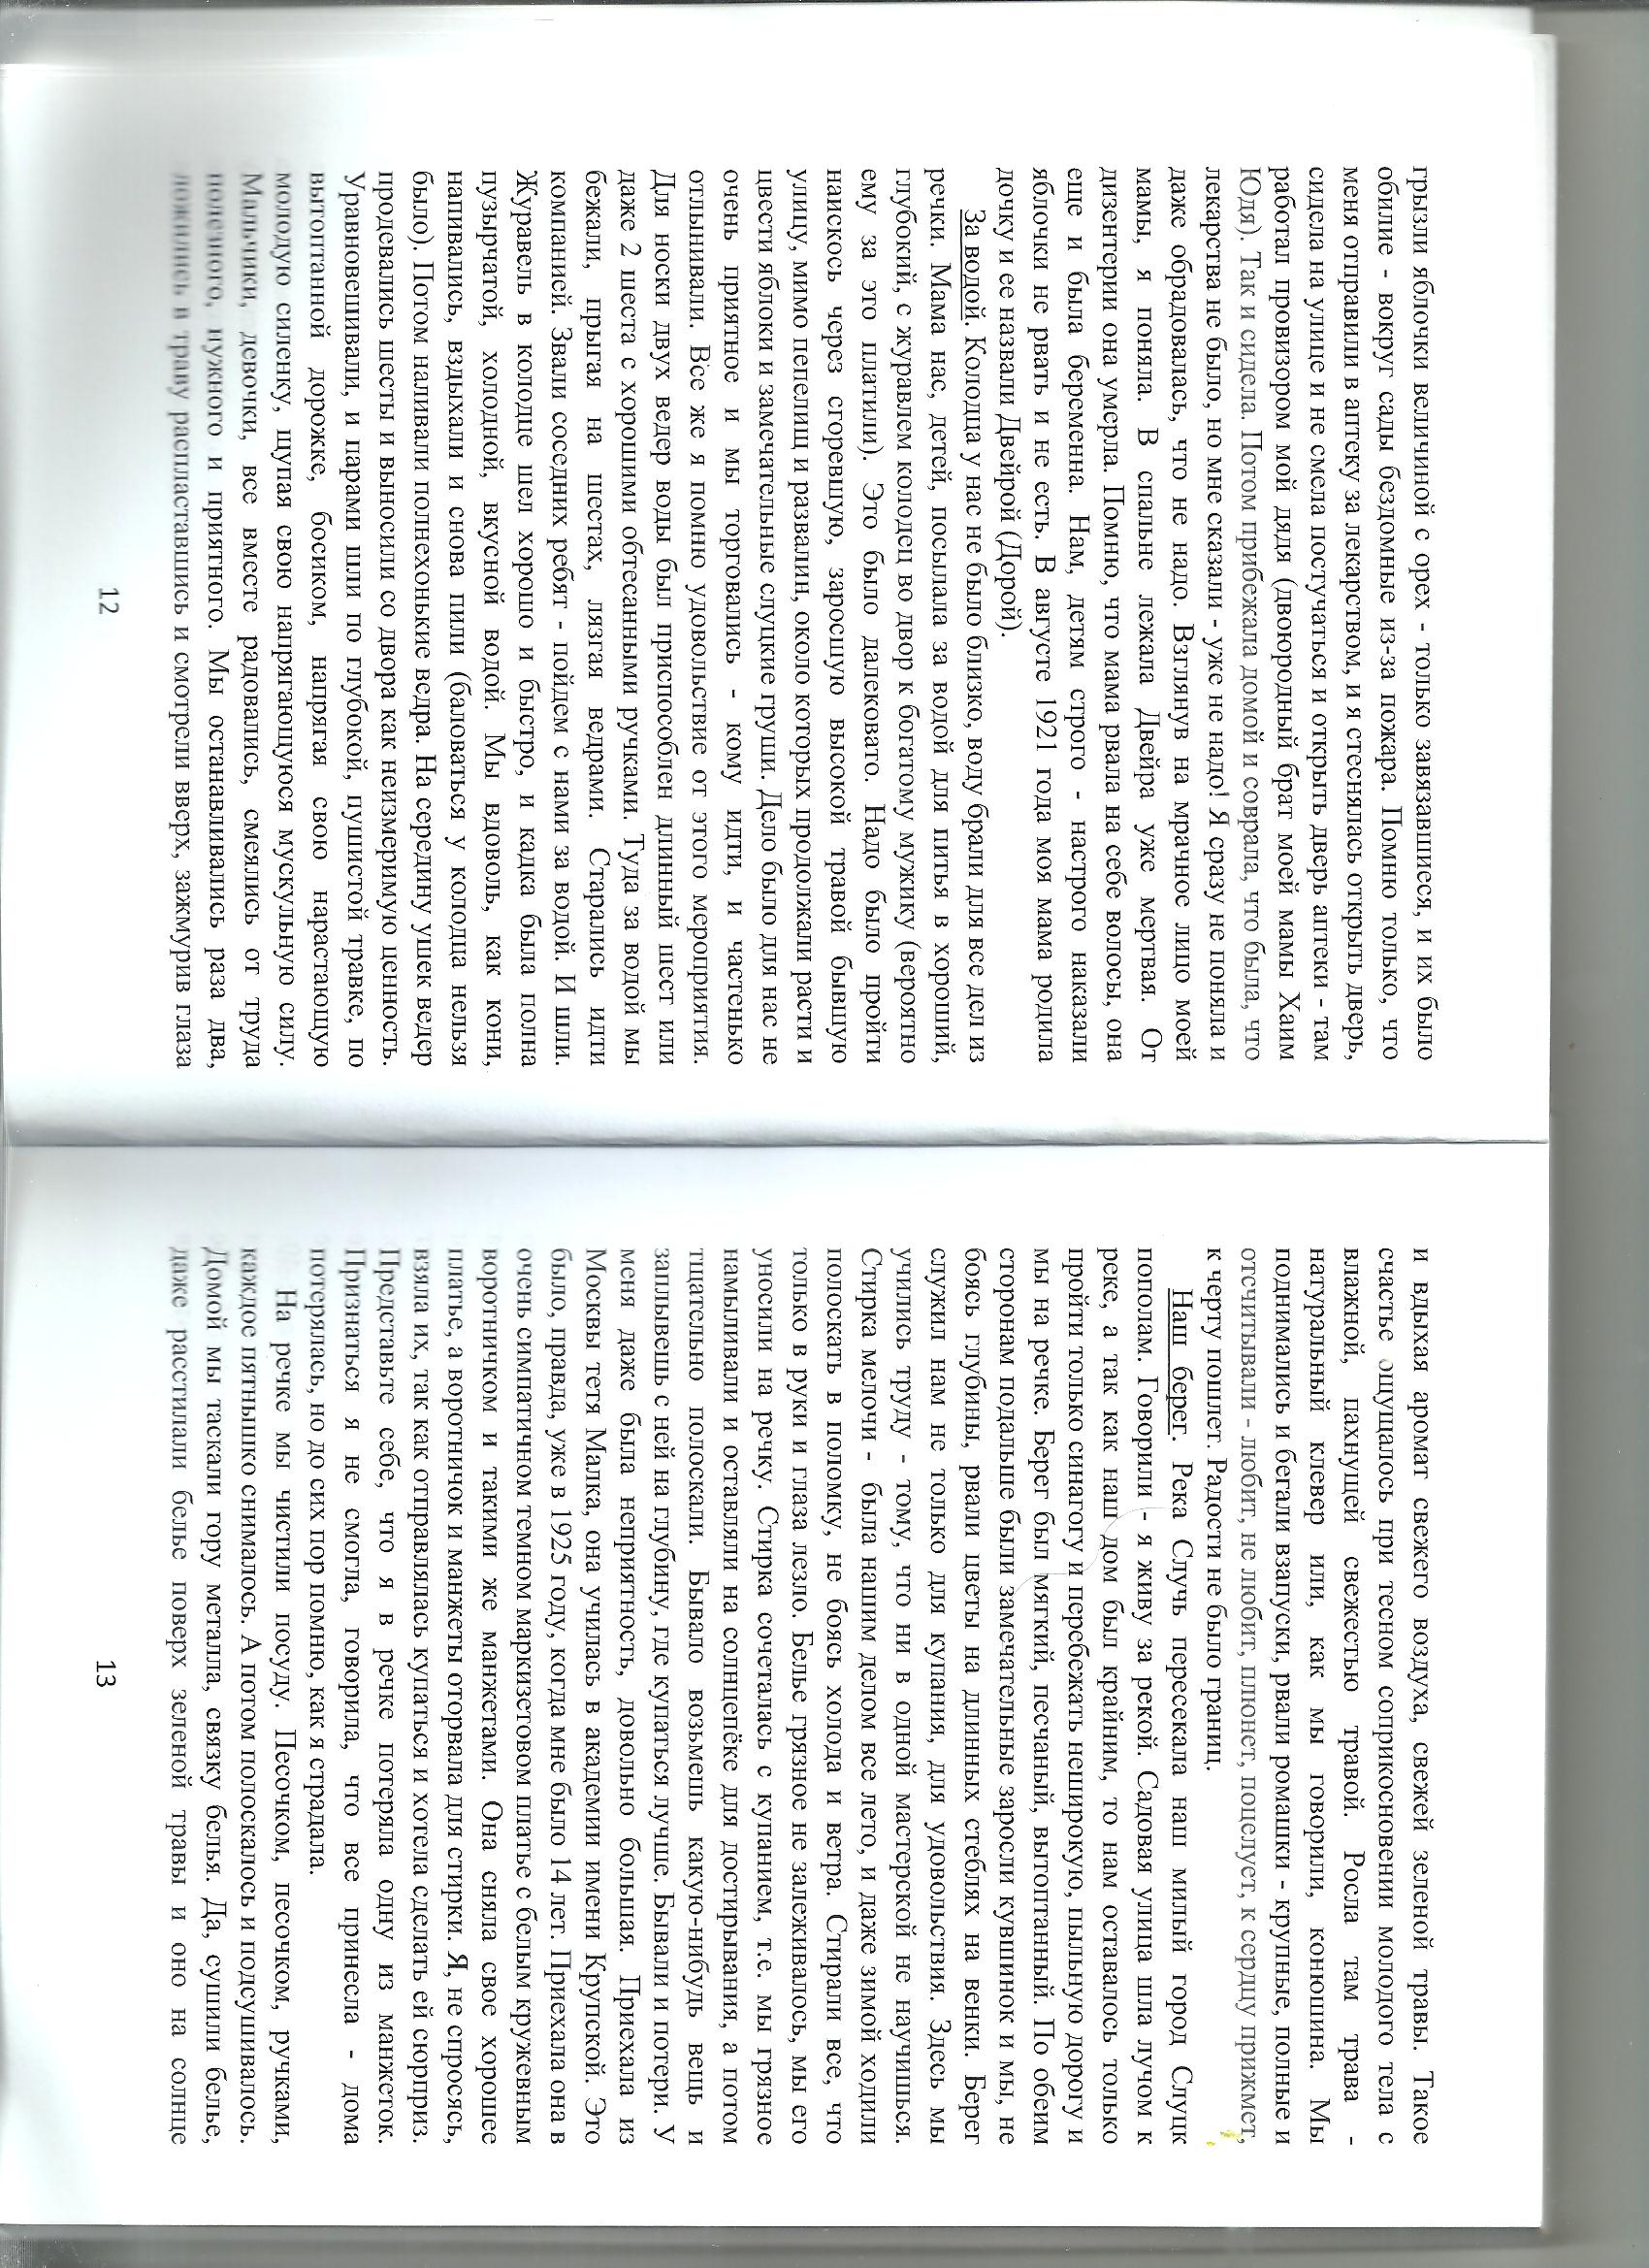 грызли яблочки величиной с орех - только завязавшиеся, и их было
обилие - вокруг сады бездомные из-за пожара. Помню только, что
меня отправили в аптеку за лекарством, и я стеснялась открыть дверь,
сидела на улице и не смела постучаться и открыть дверь аптеки - там
работал провизором мой дядя (двоюродный брат моей мамы Хаим
Юдя). Так и сидела. Потом прибежала домой и соврала, что была, что
лекарства не было, но мне сказали - уже не надо! Я сразу не поняла и
даже обрадовалась, что не надо. Взглянув на мрачное лицо моей
мамы, я поняла. В спальне лежала Двейра уже мертвая. От
дизентерии она умерла. Помню, что мама рвала на себе волосы, она
еще и была беременна. Нам, детям строго - настрого наказали
яблочки не рвать и не есть. В августе 1921 года моя мама родила
дочку и ее назвали Двейрой (Дорой).
За водой. Колодца у нас не было близко, воду брали для все дел из
речки. Мама нас, детей, посылала за водой для питья в хороший,
глубокий, с журавлем колодец во двор к богатому мужику (вероятно
ему за это платили). Это было далековато. Надо было пройти
наискось через сгоревшую, заросшую высокой травой бывшую
улицу, мимо пепелищ и развалин, около которых продолжали расти и
цвести яблоки и замечательные слуцкие груши. Дело было для нас не
очень приятное и мы торговались - кому идти, и частенько
отлынивали. Все же я помню удовольствие от этого мероприятия.
Для носки двух ведер воды был приспособлен длинный шест или
даже 2 шеста с хорошими обтесанными ручками. Туда за водой мы
бежали, прыгая на шестах, лязгая ведрами. Старались идти
компанией. Звали соседних ребят - пойдем с нами за водой. И шли.
Журавель в колодце шел хорошо и быстро, и кадка была полна
пузырчатой, холодной, вкусной водой. Мы вдоволь, как кони,
напивались, вздыхали и снова пили (баловаться у колодца нельзя
было). Потом наливали полнехонькие ведра. На середину ушек ведер
продевались шесты и выносили со двора как неизмеримую ценность.
Уравновешивали, и парами шли по глубокой, пушистой травке, по
вытоптанной дорожке, босиком, напрягая свою нарастающую
молодую силенку, щупая свою напрягающуюся мускульную силу.
Мальчики, девочки, все вместе радовались, смеялись от труда
полезного, нужного и приятного. Мы останавливались раза два,
ложились в траву распластавшись и смотрели вверх, зажмурив глаза
12
и вдыхая аромат свежего воздуха, свежей зеленой травы. Такое
счастье ощущалось при тесном соприкосновении молодого тела с
влажной, пахнущей свежестью травой. Росла там трава -
натуральный клевер или, как мы говорили, конюшина. Мы
поднимались и бегали взапуски, рвали ромашки - крупные, полные и
отсчитывали - любит, не любит, плюнет, поцелует, к сердцу прижмет,
к черту пошлет. Радости не было границ.
Наш берег. Река Случь пересекала наш милый город Слуцк
пополам. Говорили - я живу за рекой. Садовая улица шла лучом к
реке, а так как наш дом был крайним, то нам оставалось только
пройти только синагогу и перебежать неширокую, пыльную дорогу и
мы на речке. Берег был мягкий, песчаный, вытоптанный. По обеим
сторонам подальше были замечательные заросли кувшинок и мы, не
боясь глубины, рвали цветы на длинных стеблях на венки. Берег
служил нам не только для купания, для удовольствия. Здесь мы
учились труду - тому, что ни в одной мастерской не научишься.
Стирка мелочи - была нашим делом все лето, и даже зимой ходили
полоскать в поломку, не боясь холода и ветра. Стирали все, что
только в руки и глаза лезло. Белье грязное не залеживалось, мы его
уносили на речку. Стирка сочеталась с купанием, т.е. мы грязное
намыливали и оставляли на солнцепёке для достирывания, а потом
тщательно полоскали. Бывало возьмешь какую-нибудь вещь и
заплывешь с ней на глубину, где купаться лучше. Бывали и потери. У
меня даже была неприятность, довольно большая. Приехала из
Москвы тетя Малка, она училась в академии имени Крупской. Это
было, правда, уже в 1925 году, когда мне было 14 лет. Приехала она в
очень симпатичном темном маркизетовом платье с белым кружевным
воротничком и такими же манжетами. Она сняла свое хорошее
платье, а воротничок и манжеты оторвала для стирки. Я, не спросясь,
взяла их, так как отправлялась купаться и хотела сделать ей сюрприз.
Представьте себе, что я в речке потеряла одну из манжеток.
Признаться я не смогла, говорила, что все принесла - дома
потерялась, но до сих пор помню, как я страдала.
На речке мы чистили посуду. Песочком, песочком, ручками,
каждое пятнышко снималось. А потом полоскалось и подсушивалось.
Домой мы таскали гору металла, связку белья. Да, сушили белье,
даже расстилали белье поверх зеленой травы и оно на солнце
13